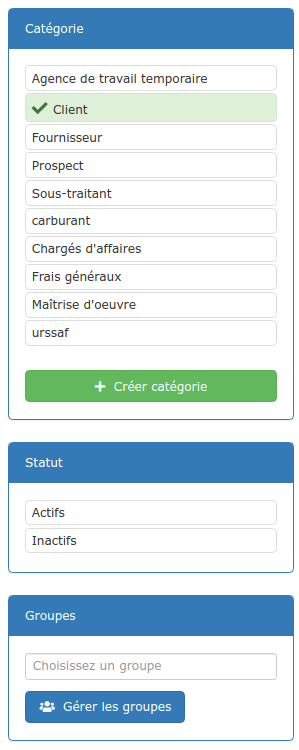 Catégorie
Agence de travail temporaire
Client
Fournisseur
Prospect
Sous-traitant
carburant
Chargés d'affaires
Frais généraux
Maîtrise d'oeuvre
urssaf
Créer catégorie
Statut
Actifs
Inactifs
Groupes
Choisissez un groupe
Gérer les groupes